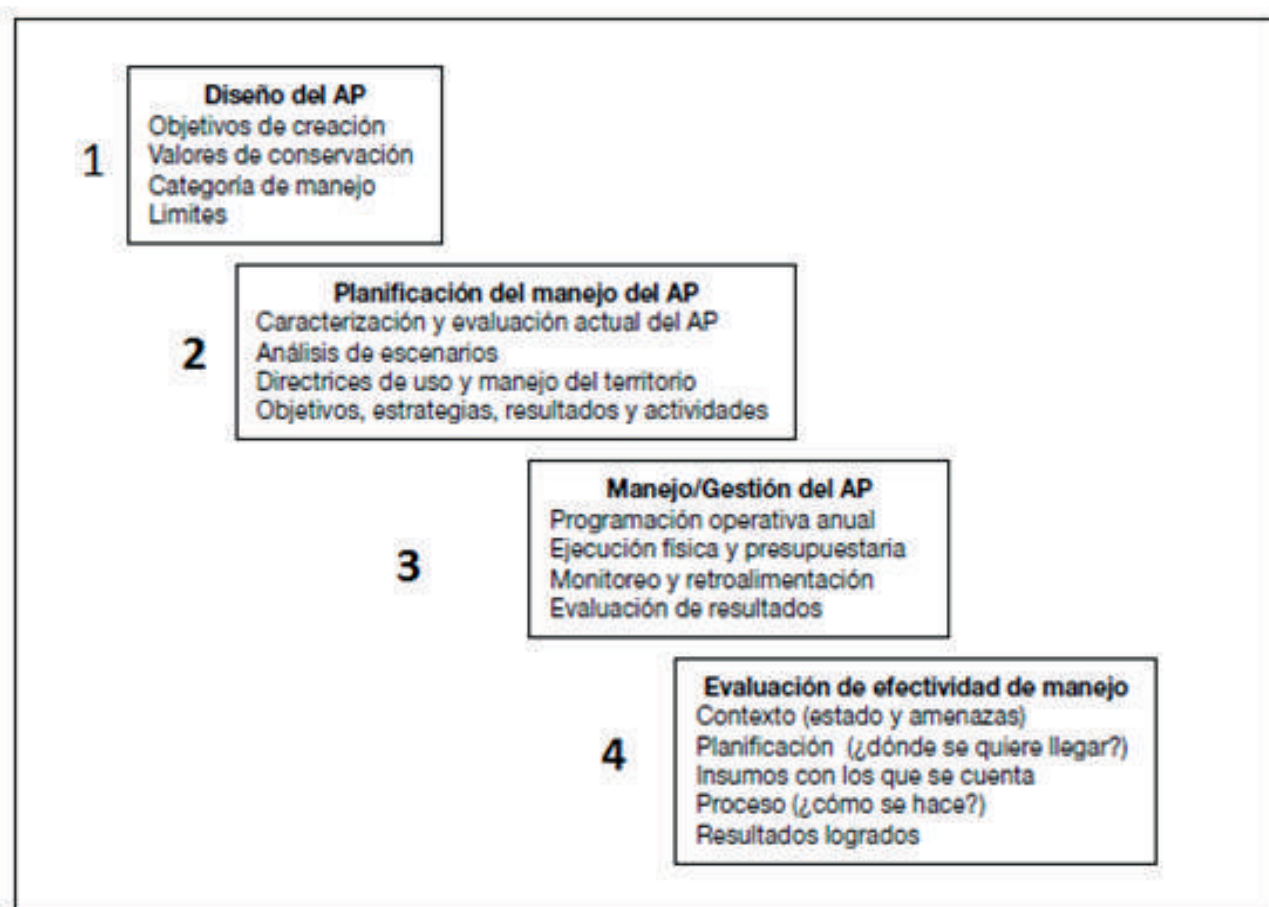 1
Diseño del AP
Objetivos de creación
Valores de conservación
Categoría de manejo
Limites
2
Planificación del manejo del AP
Caracterización y evaluación actual del AP
Análisis de escenarios
Directrices de uso y manejo del territorio
Objetivos, estrategias, resultados y actividades
3
Manejo/Gestión del AP
Programación operativa anual
Ejecución física y presupuestaria
Monitoreo y retroalimentación
Evaluación de resultados
4
Evaluación de efectividad de manejo
Contexto (estado y amenazas)
Planificación (¿dónde se quiere llegar?)
Insumos con los que se cuenta
Proceso (¿cómo se hace?)
Resultados logrados